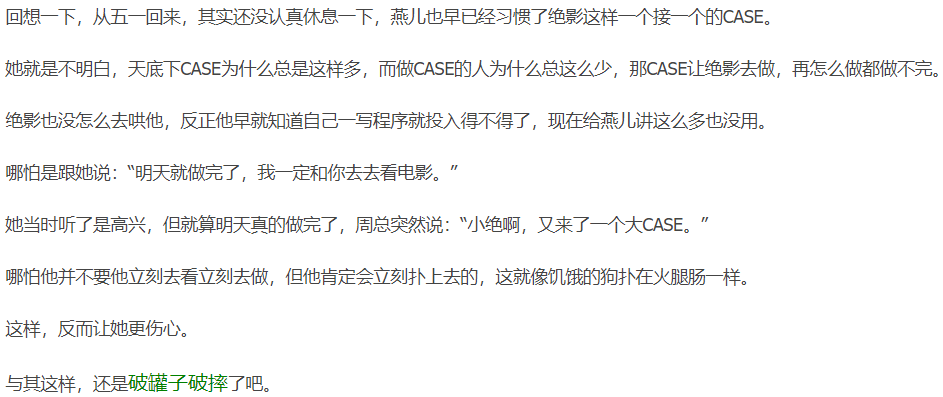 回想一下，从五一回来，其实还没认真休息一下，燕儿也早已经习惯了绝影这样一个接一个的CASE。
她就是不明白，天底下CASE为什么总是这样多，而做CASE的人为什么总这么少，那CASE让绝影去做，再怎么做都做不完。
绝影也没怎么去哄他，反正他早就知道自己一写程序就投入得不得了，现在给燕儿讲这么多也没用。
哪怕是跟她说：“明天就做完了，我一定和你去去看电影。”
她当时听了是高兴，但就算明天真的做完了，周总突然说：“小绝啊，又来了一个大CASE。”
哪怕他并不要他立刻去看立刻去做，但他肯定会立刻扑上去的，这就像饥饿的狗扑在火腿肠一样。
这样，反而让她更伤心。
与其这样，还是破罐子破摔了吧。